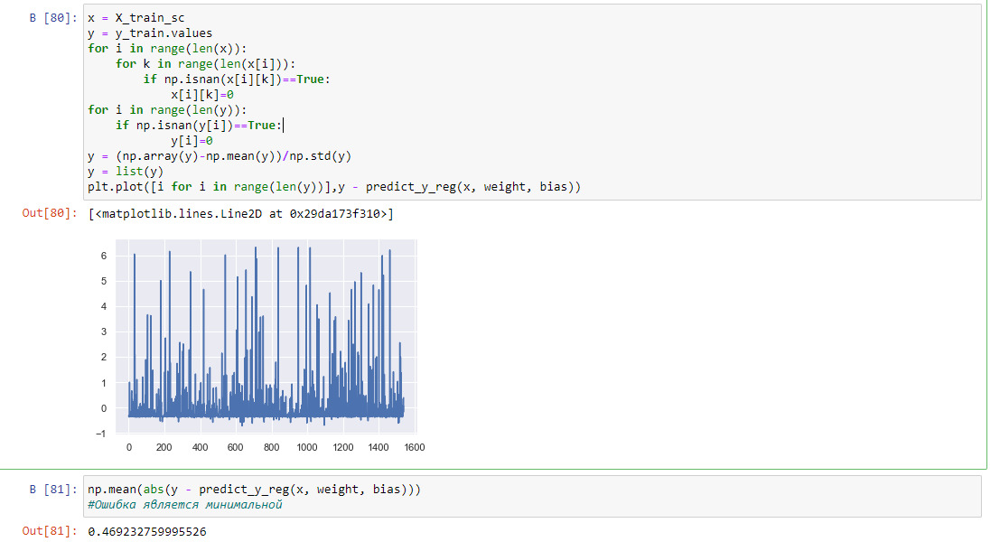 B [80]:
x = X_train_sc
y = y_train.values
for i in range(len(x)):
    for k in range(len(x[i])):
        if np.isnan(x[i][k])==True:
            x[i][k]=0
for i in range(len(y)):
    if np.isnan(y[i])==True:
            y[i]=0
y = (np.array(y)-np.mean(y))/np.std(y)
y = list(y)
plt.plot([i for i in range(len(y))],y - predict_y_reg(x, weight, bias))
Out[80]: [<matplotlib.lines.Line2D at 0x29da173f310>]
6
5
4
3
2
1
0
−1
0 200 400 600 800 1000 1200 1400 1600
B [81]:
np.mean(abs(y - predict_y_reg(x, weight, bias)))
#Ошибка является минимальной
Out[81]: 0.469232759995526